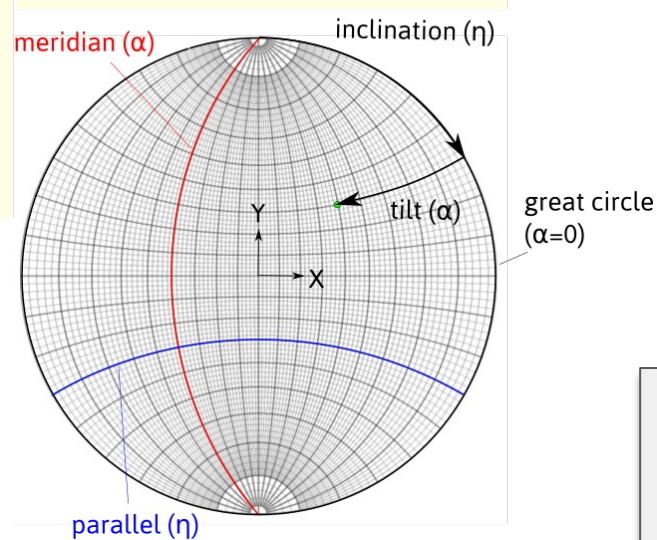 inclination (η)
meridian (α)
tilt (α)
great circle
(α=0)
Y
X
parallel (η)